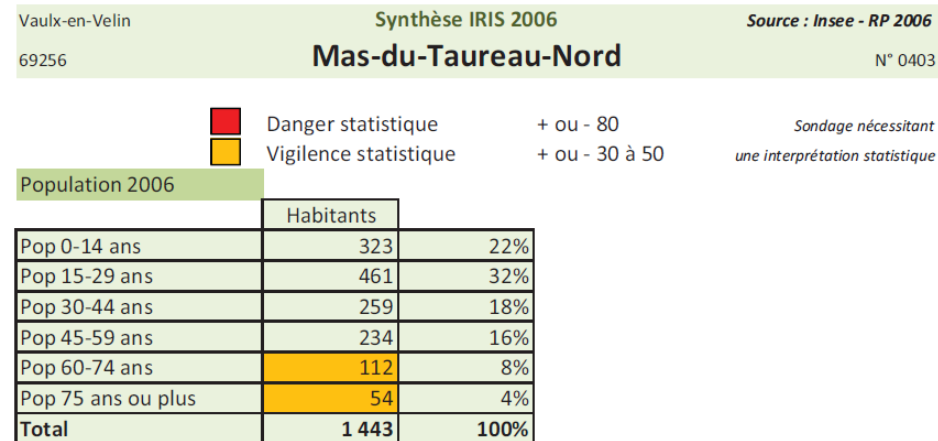 Vaulx-en-Velin Synthèse IRIS 2006 Source : Insee - RP 2006
69256 Mas-du-Taureau-Nord N° 0403
Danger statistique + ou - 80 Sondage nécessitant
Vigilence statistique + ou - 30 à 50 une interprétation statistique
Population 2006
Habitants
Pop 0-14 ans 323 22%
Pop 15-29 ans 461 32%
Pop 30-44 ans 259 18%
Pop 45-59 ans 234 16%
Pop 60-74 ans 112 8%
Pop 75 ans ou plus 54 4%
Total 1 443 100%